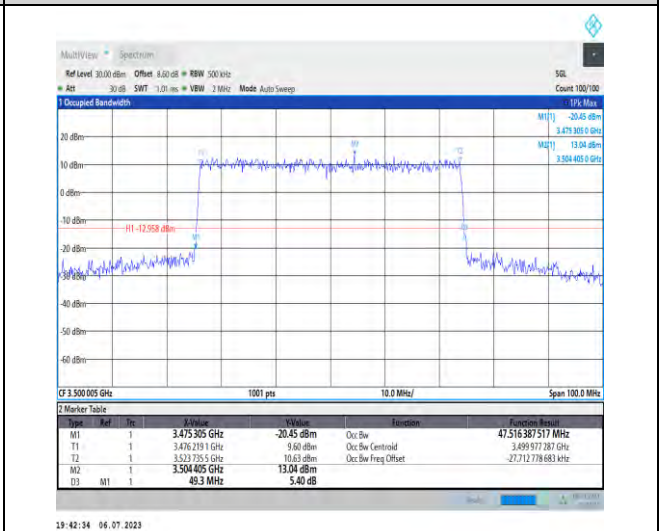 MultiView Spectrum
Ref Level 30.00 dBm Offset 8.60 dB RBW 500 kHz SGL
Att 30 dB SWT 1.01 ms VBW 2 MHz Mode Auto Sweep Count 100/100
1 Occupied Bandwidth 1Pk Max
M1[1] -20.45 dBm
3.475 305 0 GHz
M2[1] 13.04 dBm
3.504 405 0 GHz
20 dBm
M2
T1
T2
10 dBm
0 dBm
-10 dBm
H1 -12.958 dBm
M1
-20 dBm
-30 dBm
-40 dBm
-50 dBm
-60 dBm
CF 3.500 005 GHz 1001 pts 10.0 MHz/ Span 100.0 MHz
2 Marker Table
Type Ref Trc X-Value Y-Value Function Function Result
M1 1 3.475 305 GHz -20.45 dBm Occ Bw 47.516 387 517 MHz
T1 1 3.476 219 1 GHz 9.60 dBm Occ Bw Centroid 3.499 977 287 GHz
T2 1 3.523 735 5 GHz 10.63 dBm Occ Bw Freq Offset -27.712 778 683 kHz
M2 1 3.504 405 GHz 13.04 dBm
D3 M1 1 49.3 MHz 5.40 dB
19:42:34 06.07.2023